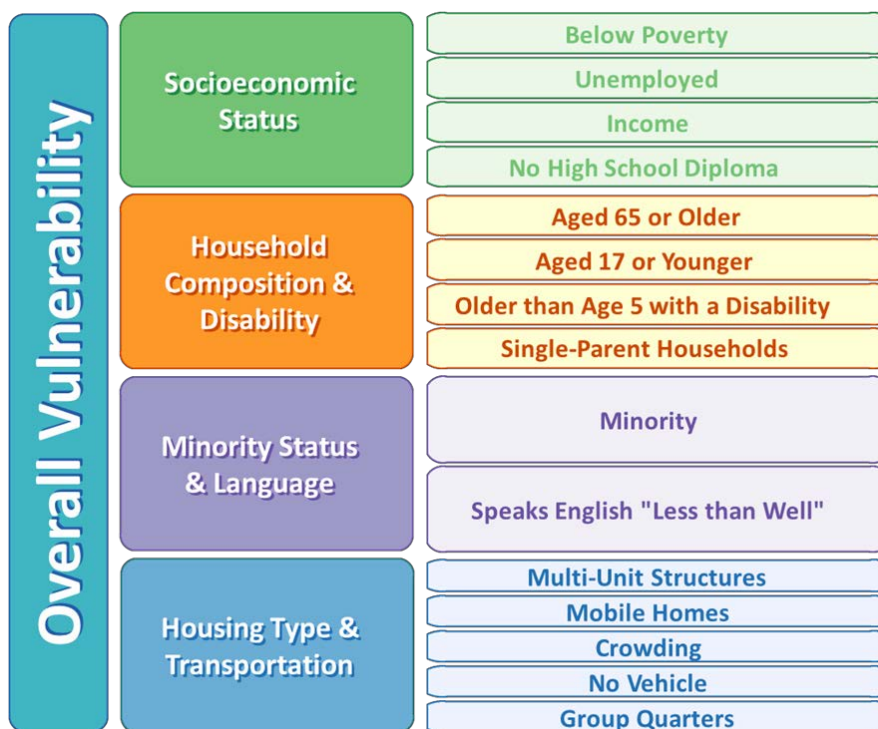 Overall Vulnerability
Socioeconomic
Status
Below Poverty
Unemployed
Income
No High School Diploma
Household
Composition &
Disability
Aged 65 or Older
Aged 17 or Younger
Older than Age 5 with a Disability
Single-Parent Households
Minority Status
& Language
Minority
Speaks English "Less than Well"
Housing Type &
Transportation
Multi-Unit Structures
Mobile Homes
Crowding
No Vehicle
Group Quarters